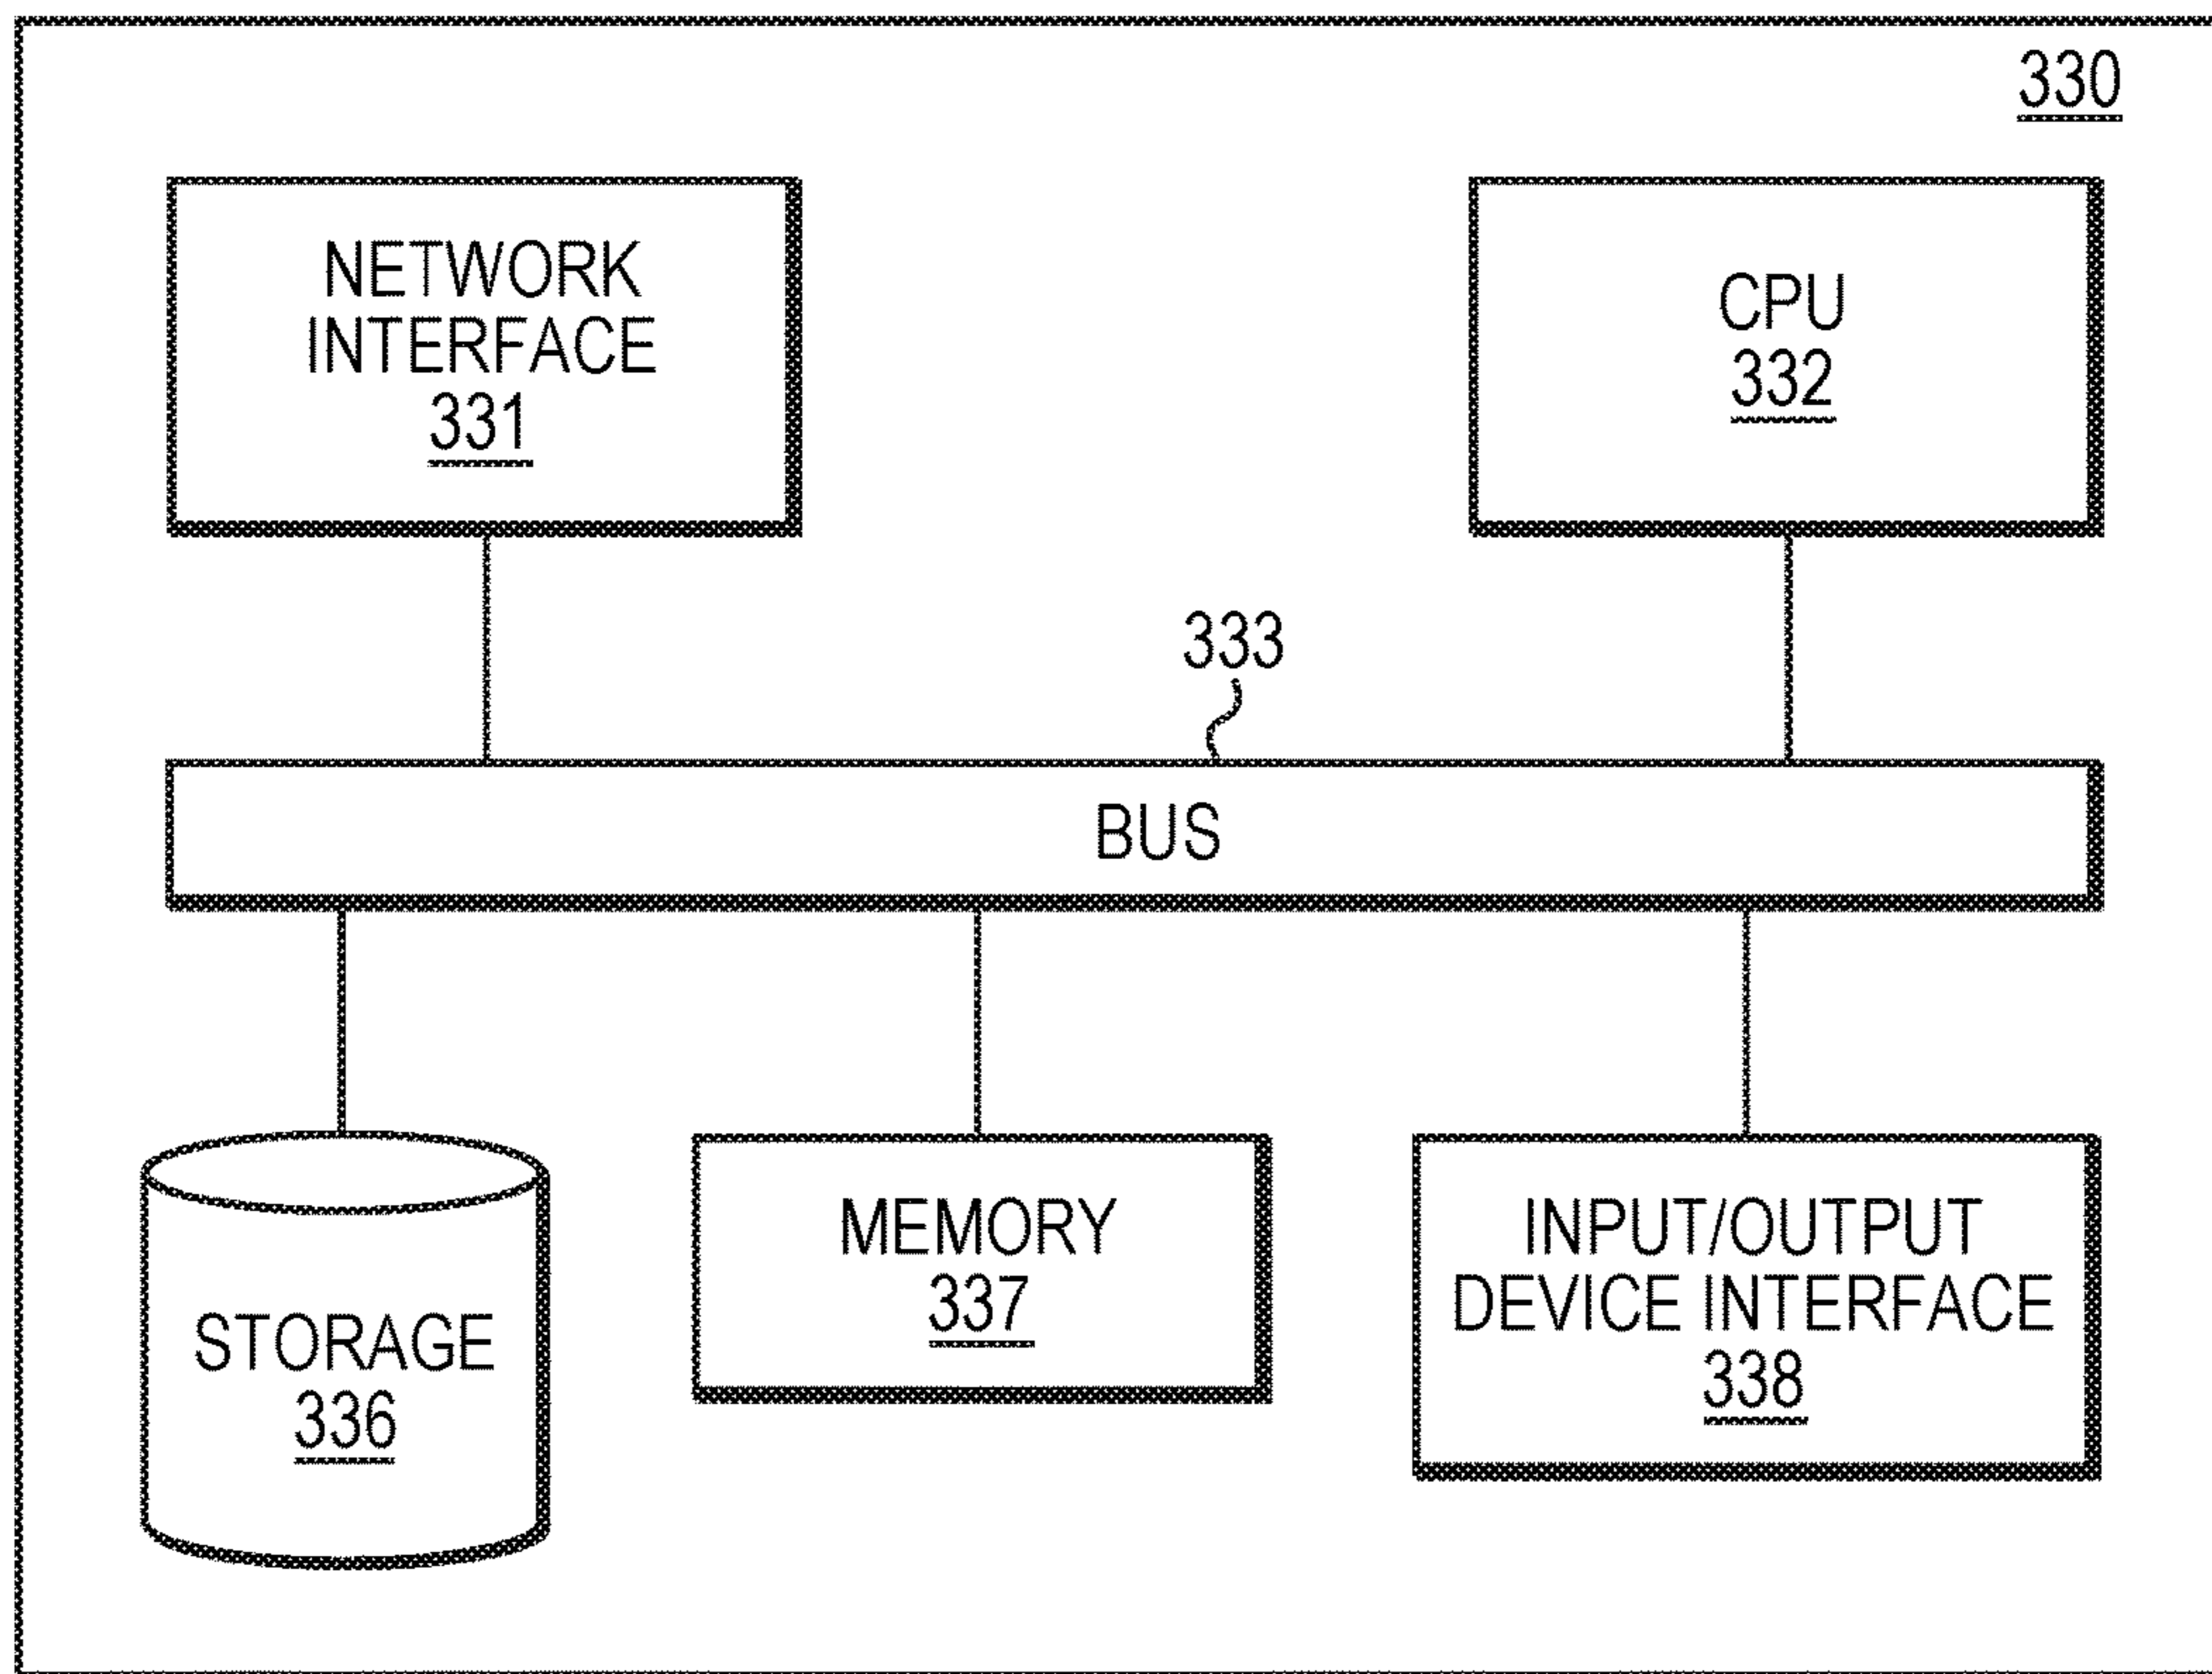 330
NETWORK
INTERFACE
331
CPU
332
333
BUS
STORAGE
336
MEMORY
337
INPUT/OUTPUT
DEVICE INTERFACE
338